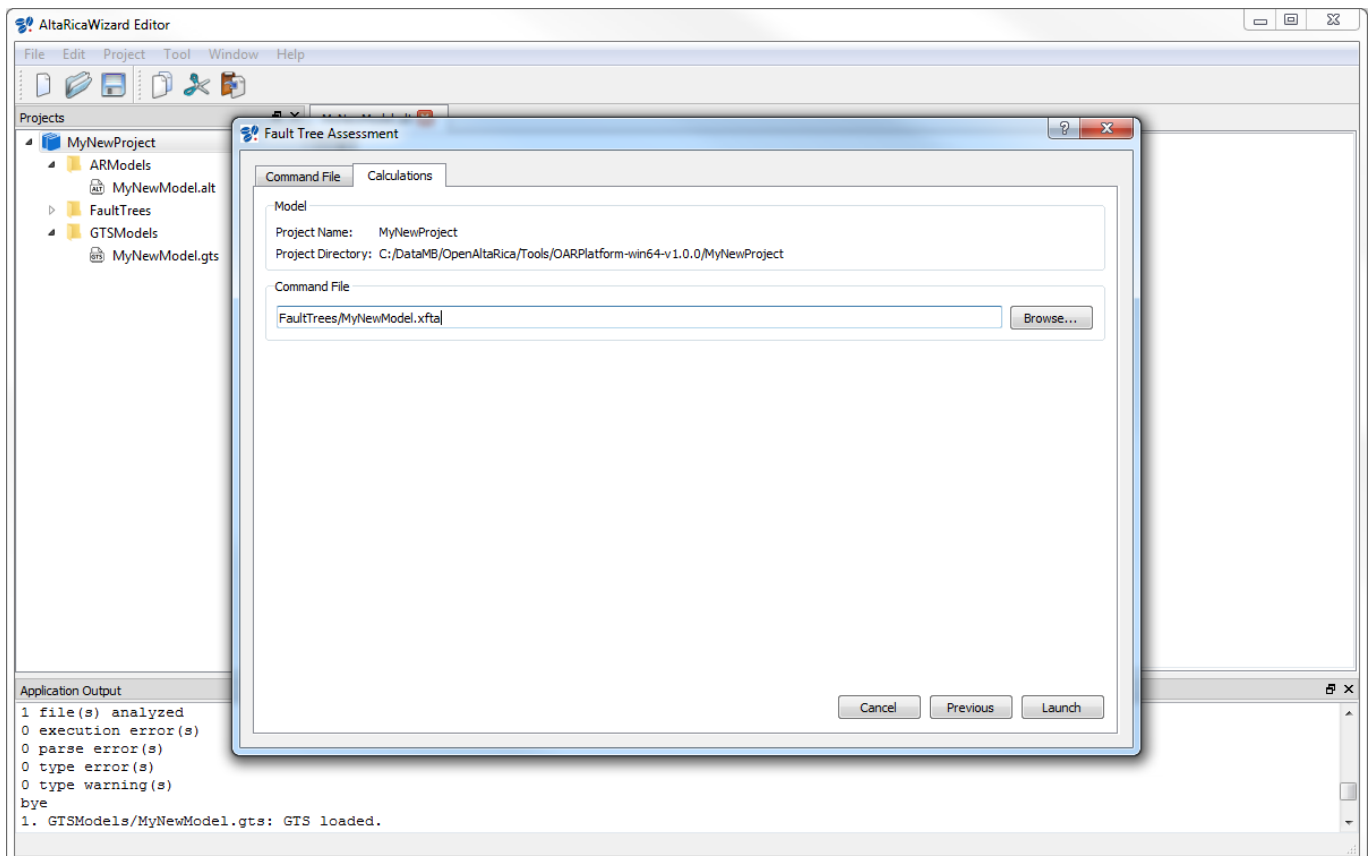 AltaRicaWizard Editor
File Edit Project Tool Window Help
Projects
MyNewProject
ARModels
MyNewModel.alt
FaultTrees
GTSModels
MyNewModel.gts
Fault Tree Assessment
Command File Calculations
Model
Project Name: MyNewProject
Project Directory: C:/DataMB/OpenAltaRica/Tools/OARPlatform-win64-v1.0.0/MyNewProject
Command File
FaultTrees/MyNewModel.xfta
Browse...
Cancel Previous Launch
Application Output
1 file(s) analyzed
0 execution error(s)
0 parse error(s)
0 type error(s)
0 type warning(s)
bye
1. GTSModels/MyNewModel.gts: GTS loaded.